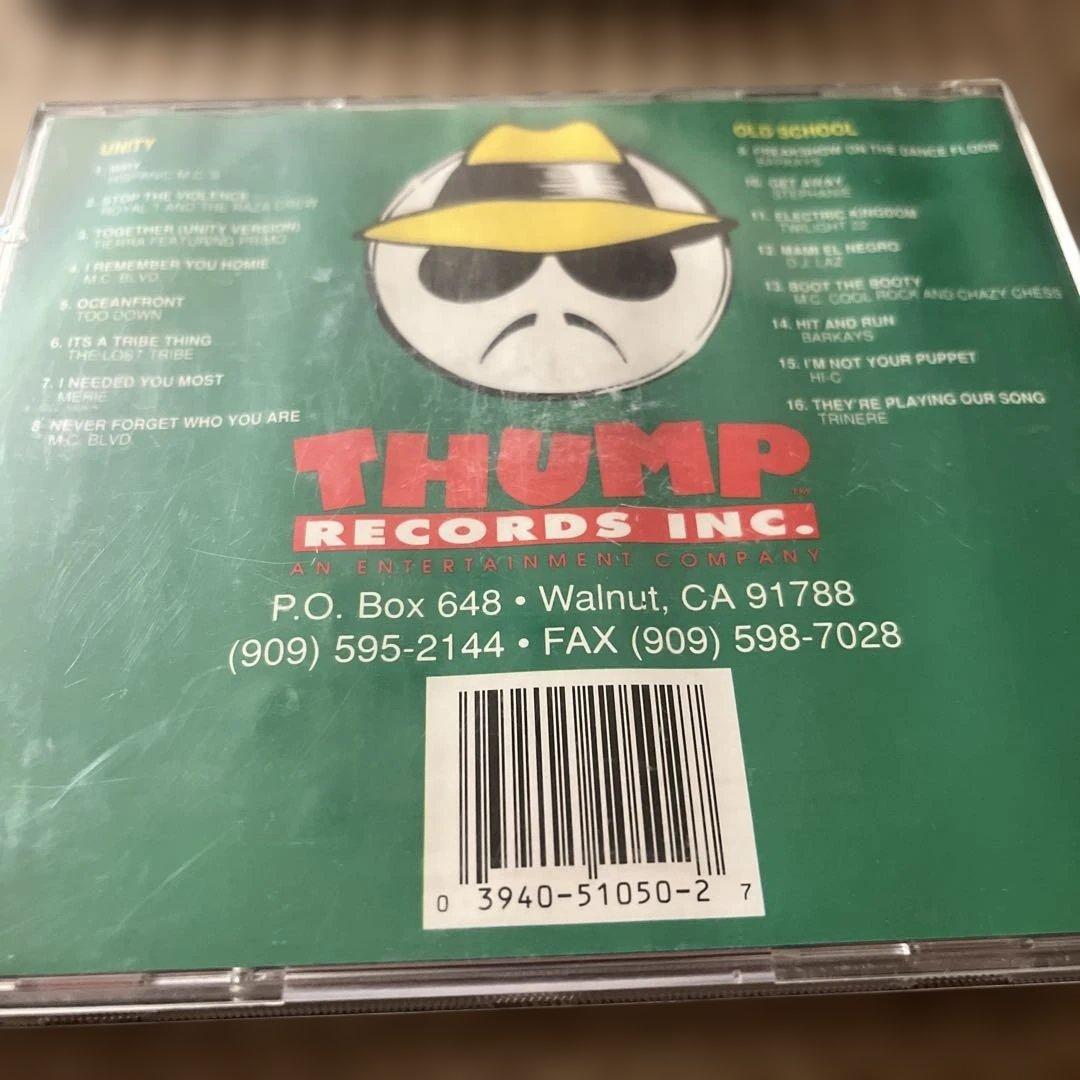 UNITY
1. WHY
HISPANIC M.C.'S
2. STOP THE VIOLENCE
ROYAL T AND THE RAZA CREW
3. TOGETHER (UNITY VERSION)
TIERRA FEATURING PRIMO
4. I REMEMBER YOU HOMIE
M.C. BLVD.
5. OCEANFRONT
TOO DOWN
6. ITS A TRIBE THING
THE LOST TRIBE
7. I NEEDED YOU MOST
8. NEVER FORGET WHO YOU ARE
M.C. BLVD.
OLD SCHOOL
9. FREAKSHOW ON THE DANCE FLOOR
BARKAYS
10. GET AWAY
STEPHANIE
11. ELECTRIC KINGDOM
TWILIGHT 22
12. MAMI EL NEGRO
D.J. LAZ
13. BOOT THE BOOTY
M.C. COOL ROCK AND CHAZY CHESS
14. HIT AND RUN
BARKAYS
15. I'M NOT YOUR PUPPET
HI-C
16. THEY'RE PLAYING OUR SONG
TRINERE
THUMP TM
RECORDS INC.
AN ENTERTAINMENT COMPANY
P.O. Box 648 • Walnut, CA 91788
(909) 595-2144 • FAX (909) 598-7028
0 3940-51050-2 7